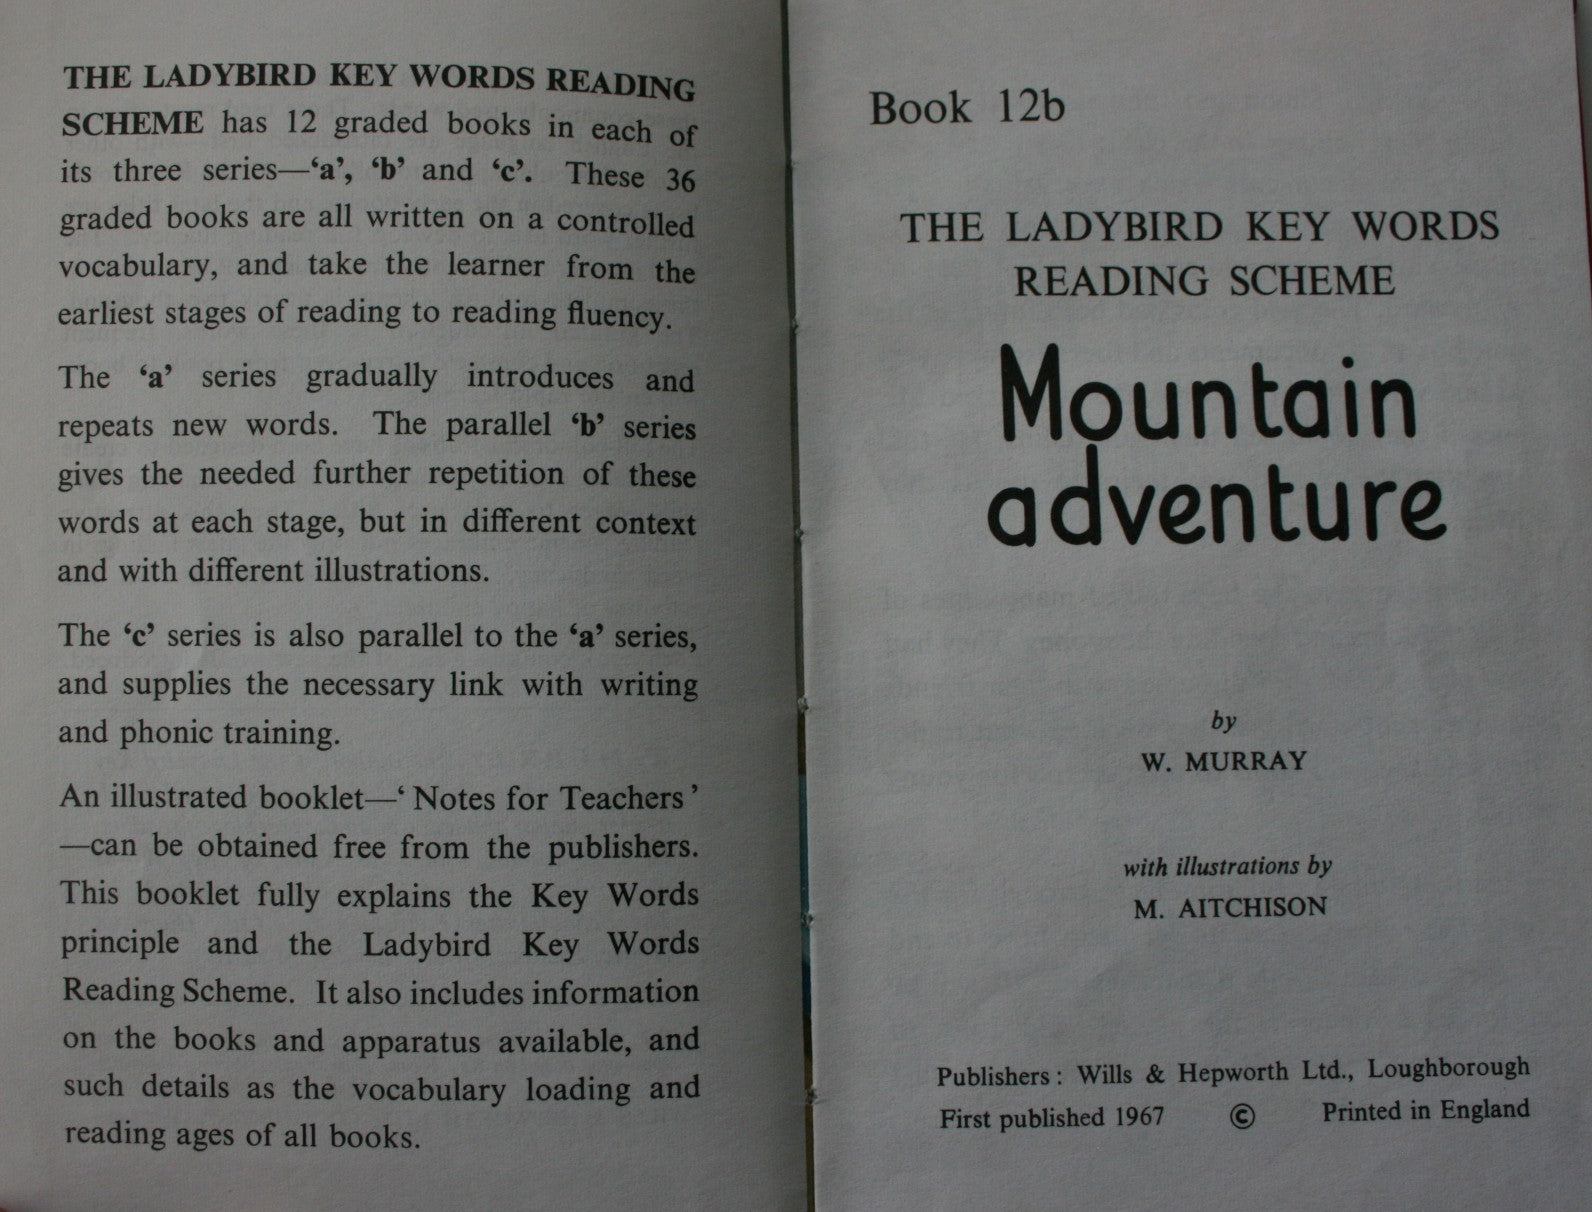 THE LADYBIRD KEY WORDS READING
SCHEME has 12 graded books in each of
its three series—‘a’, ‘b’ and ‘c’. These 36
graded books are all written on a controlled
vocabulary, and take the learner from the
earliest stages of reading to reading fluency.
The ‘a’ series gradually introduces and
repeats new words. The parallel ‘b’ series
gives the needed further repetition of these
words at each stage, but in different context
and with different illustrations.
The ‘c’ series is also parallel to the ‘a’ series,
and supplies the necessary link with writing
and phonic training.
An illustrated booklet—‘ Notes for Teachers ’
—can be obtained free from the publishers.
This booklet fully explains the Key Words
principle and the Ladybird Key Words
Reading Scheme. It also includes information
on the books and apparatus available, and
such details as the vocabulary loading and
reading ages of all books.
Book 12b
THE LADYBIRD KEY WORDS
READING SCHEME
Mountain
adventure
by
W. MURRAY
with illustrations by
M. AITCHISON
Publishers : Wills & Hepworth Ltd., Loughborough
First published 1967 © Printed in England